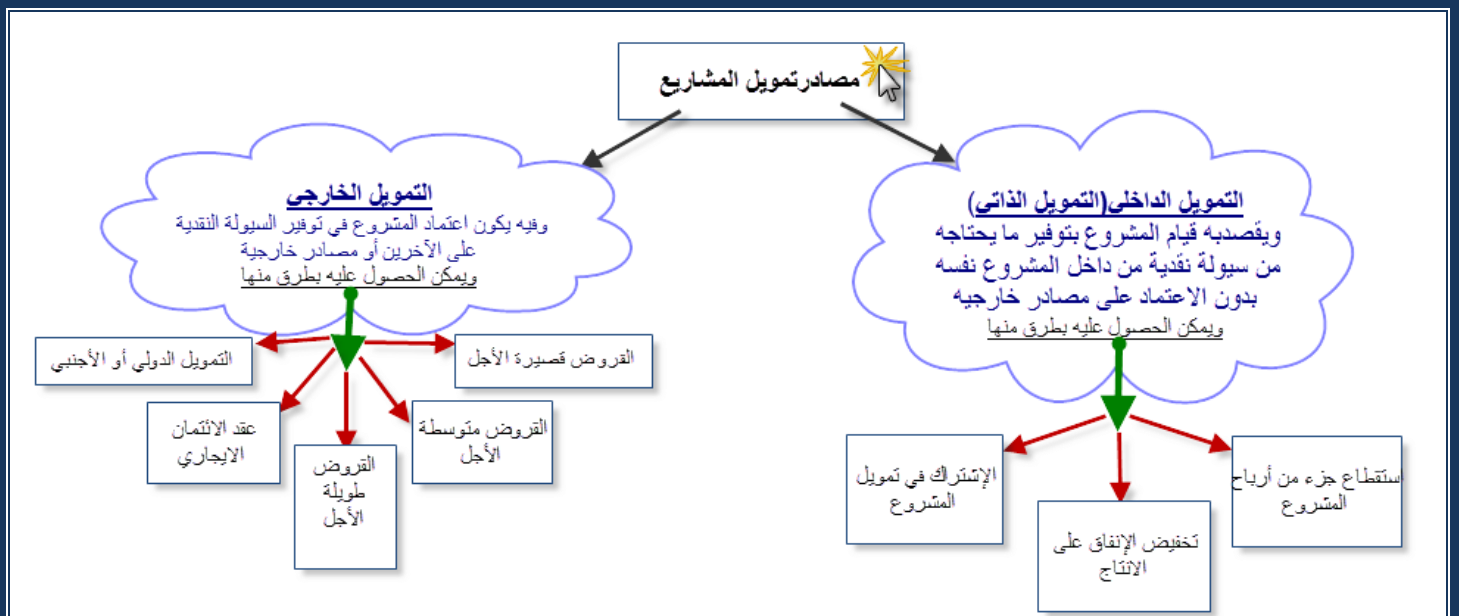 مصادرتمويل المشاريع
التمويل الداخلي(التمويل الذاتي)
ويقصدبه قيام المشروع بتوفير ما يحتاجه
من سيولة نقدية من داخل المشروع نفسه
بدون الاعتماد على مصادر خارجيه
ويمكن الحصول عليه بطرق منها
استقطاع جزء من أرباح
المشروع
تخفيض الإنفاق على
الانتاج
الإشتراك في تمويل
المشروع
التمويل الخارجي
وفيه يكون اعتماد المشروع في توفير السيولة النقدية
على الآخرين أو مصادر خارجية
ويمكن الحصول عليه بطرق منها
القروض قصيرة الأجل
القروض متوسطة
الأجل
القروض
طويلة
الأجل
عقد الائتمان
الايجاري
التمويل الدولي أو الأجنبي